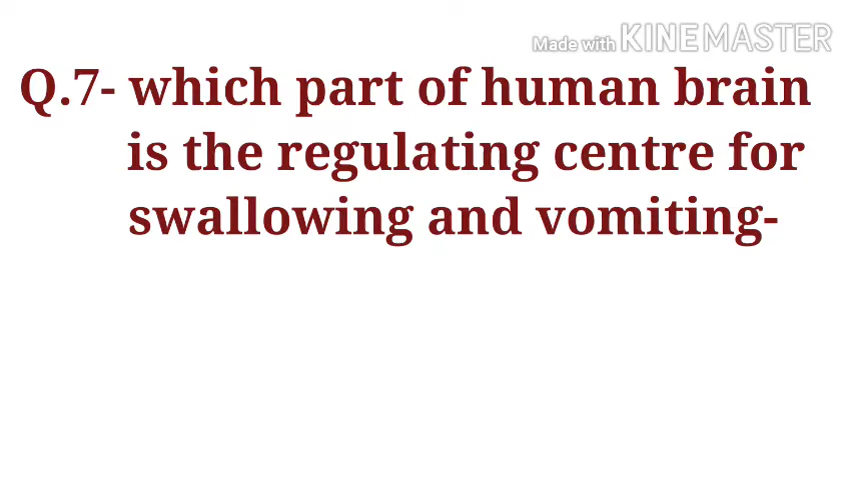 Made with KINEMASTER
Q.7- which part of human brain
is the regulating centre for
swallowing and vomiting-